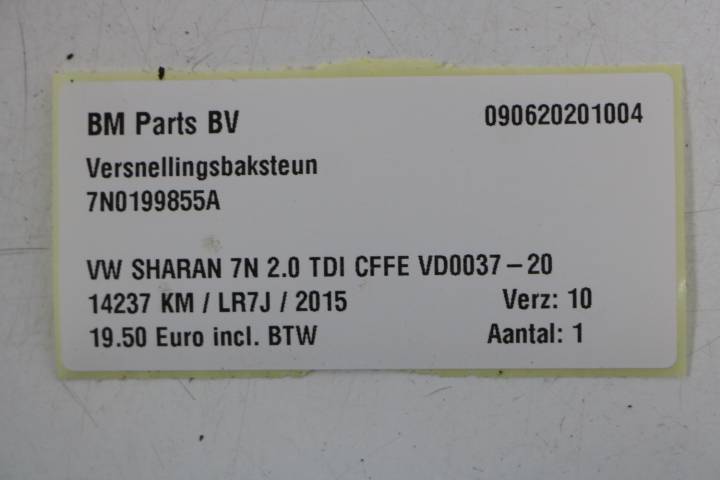 BM Parts BV 090620201004
Versnellingsbaksteun
7N0199855A
VW SHARAN 7N 2.0 TDI CFFE VD0037-20
14237 KM / LR7J / 2015 Verz: 10
19.50 Euro incl. BTW Aantal: 1